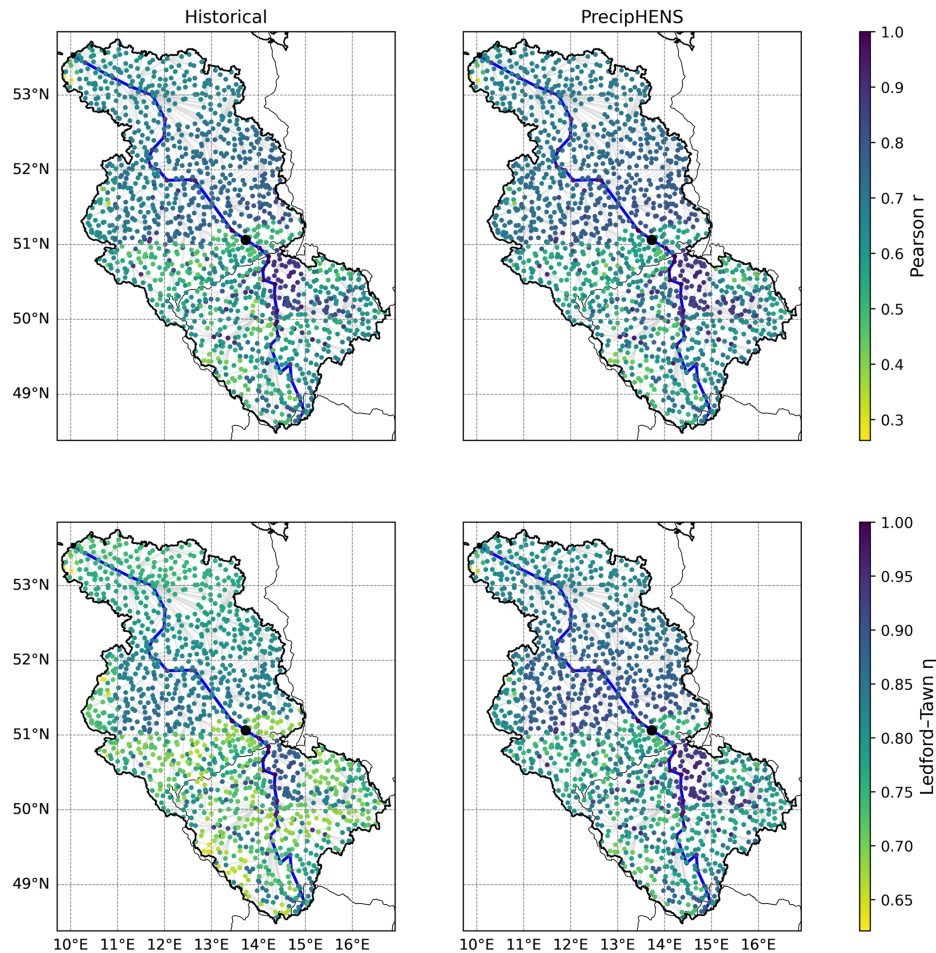 Historical
PrecipHENS
53°N
52°N
51°N
50°N
49°N
1.0
0.9
0.8
0.7
0.6
0.5
0.4
0.3
Pearson r
53°N
52°N
51°N
50°N
49°N
10°E 11°E 12°E 13°E 14°E 15°E 16°E
10°E 11°E 12°E 13°E 14°E 15°E 16°E
1.00
0.95
0.90
0.85
0.80
0.75
0.70
0.65
Ledford–Tawn η